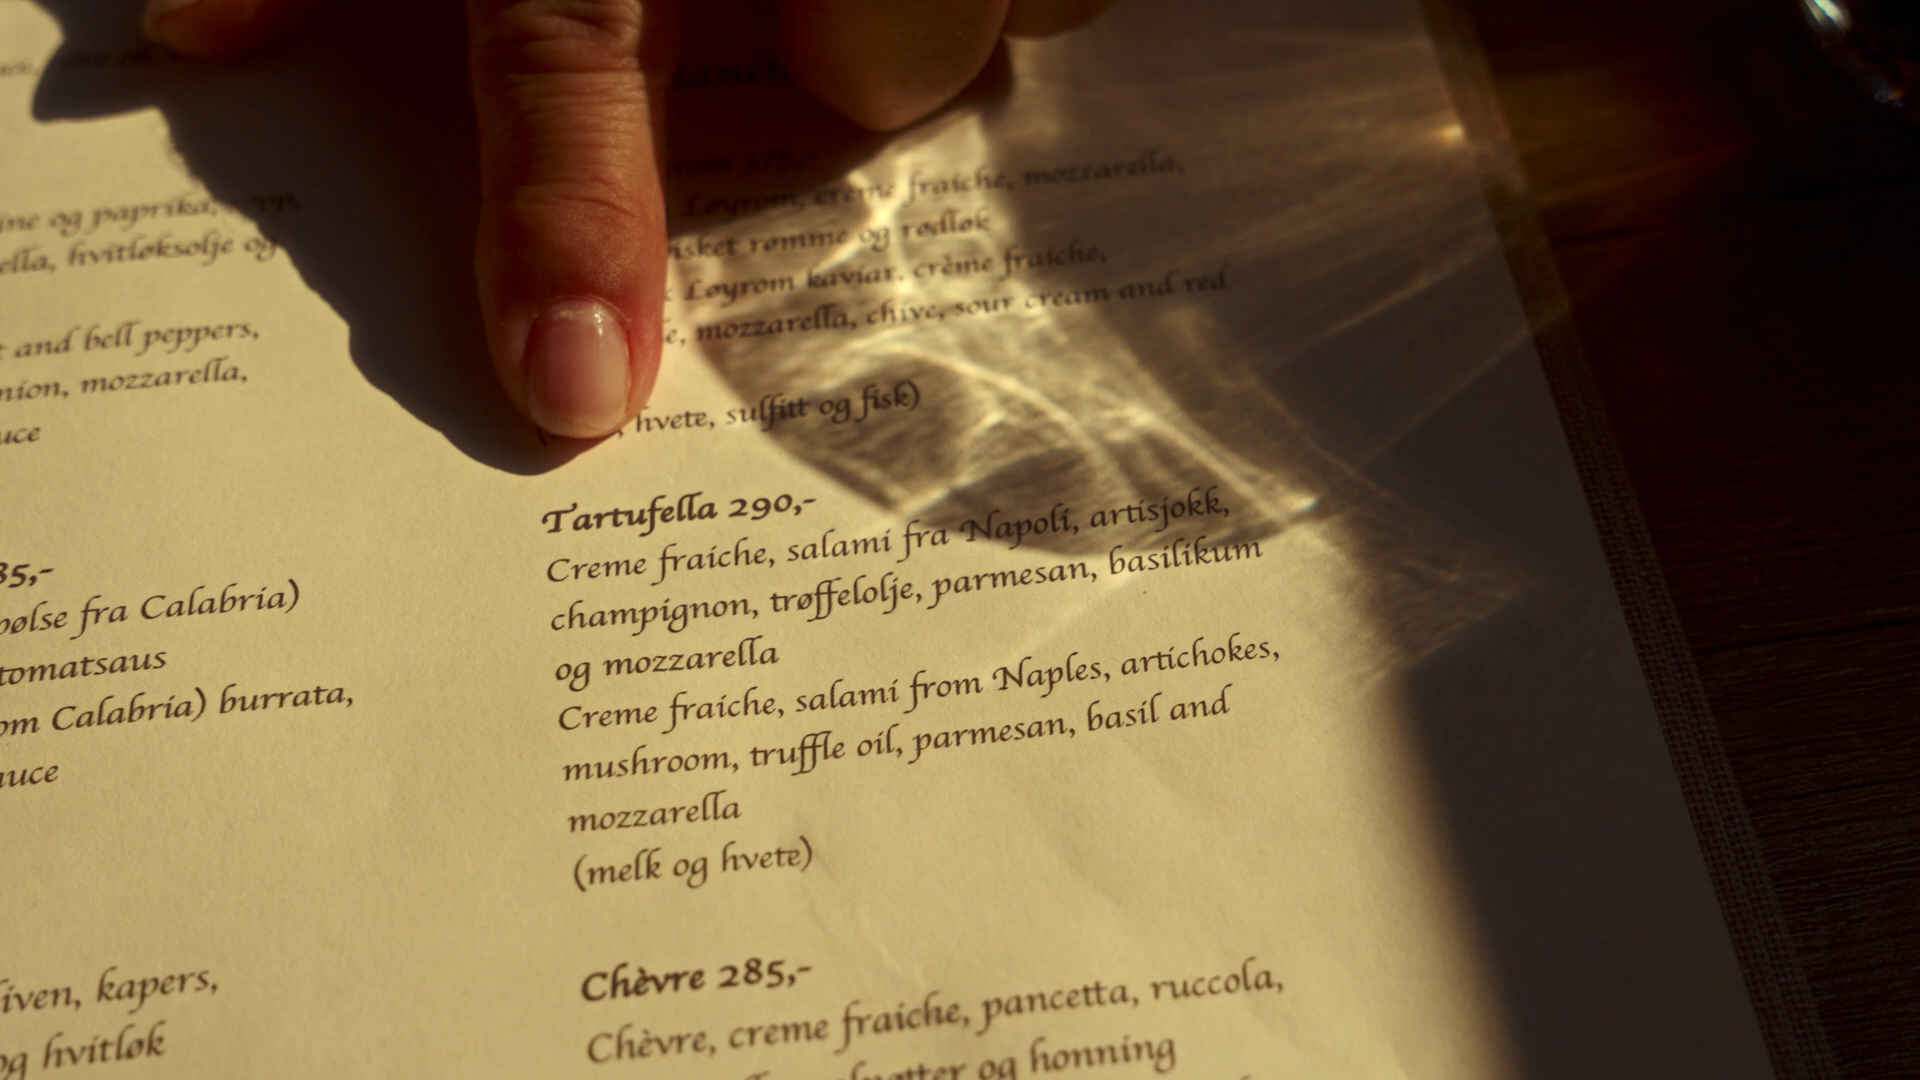 ine og paprika,
ella, hvitløksolje og
t and bell peppers,
nion, mozzarella,
uce
85,-
pølse fra Calabria)
tomatsaus
om Calabria) burrata,
auce
iven, kapers,
og hvitløk
375,-
Løyrom, creme fraiche, mozzarella,
isket rømme og rødløk
Løyrom kaviar, crème fraiche,
e, mozzarella, chive, sour cream and red
hvete, sulfitt og fisk)
Tartufella 290,-
Creme fraiche, salami fra Napoli, artisjokk,
champignon, trøffelolje, parmesan, basilikum
og mozzarella
Creme fraiche, salami from Naples, artichokes,
mushroom, truffle oil, parmesan, basil and
mozzarella
(melk og hvete)
Chèvre 285,-
Chèvre, creme fraiche, pancetta, ruccola,
og honning